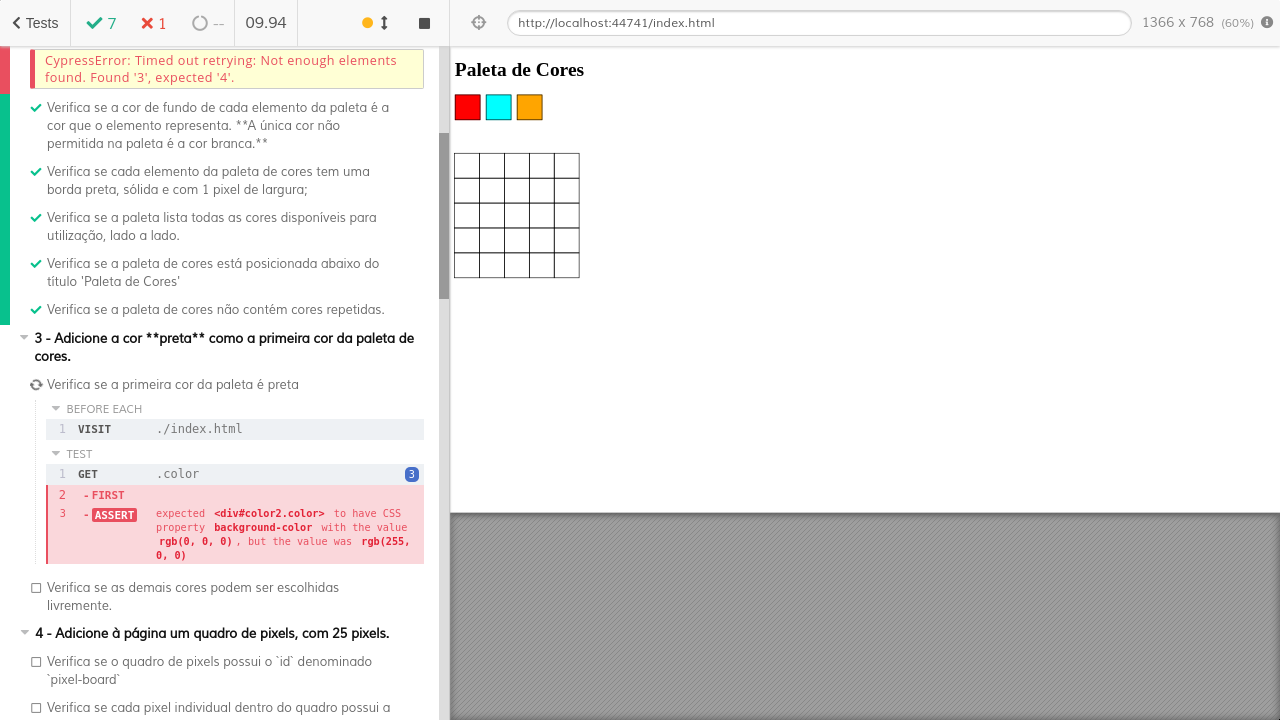 Tests 7 1 -- 09.94
CypressError: Timed out retrying: Not enough elements
found. Found '3', expected '4'.
Verifica se a cor de fundo de cada elemento da paleta é a
cor que o elemento representa. **A única cor não
permitida na paleta é a cor branca.**
Verifica se cada elemento da paleta de cores tem uma
borda preta, sólida e com 1 pixel de largura;
Verifica se a paleta lista todas as cores disponíveis para
utilização, lado a lado.
Verifica se a paleta de cores está posicionada abaixo do
título 'Paleta de Cores'
Verifica se a paleta de cores não contém cores repetidas.
3 - Adicione a cor **preta** como a primeira cor da paleta de
cores.
Verifica se a primeira cor da paleta é preta
BEFORE EACH
1 VISIT ./index.html
TEST
1 GET .color 3
2 - FIRST
3 - ASSERT expected <div#color2.color> to have CSS
property background-color with the value
rgb(0, 0, 0), but the value was rgb(255,
0, 0)
Verifica se as demais cores podem ser escolhidas
livremente.
4 - Adicione à página um quadro de pixels, com 25 pixels.
Verifica se o quadro de pixels possui o `id` denominado
`pixel-board`
Verifica se cada pixel individual dentro do quadro possui a
http://localhost:44741/index.html 1366 x 768 (60%)
Paleta de Cores